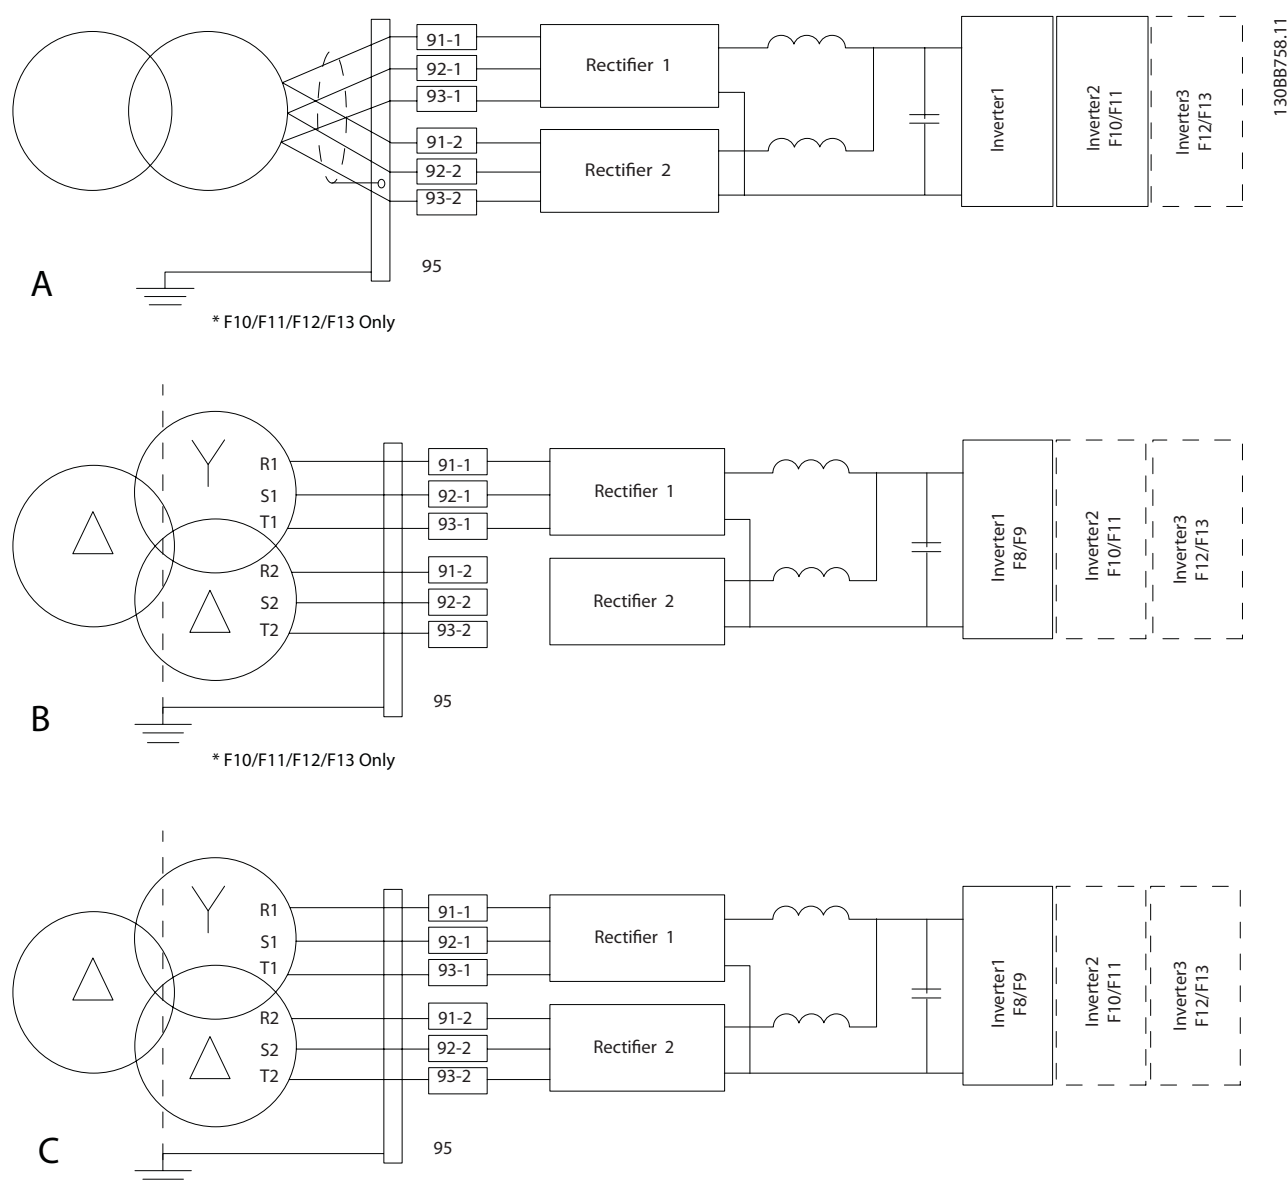 130BB758.11
91-1
92-1
93-1
91-2
92-2
93-2
Rectifier 1
Rectifier 2
Inverter1
Inverter2
F10/F11
Inverter3
F12/F13
95
A
* F10/F11/F12/F13 Only
R1
S1
T1
R2
S2
T2
91-1
92-1
93-1
91-2
92-2
93-2
Rectifier 1
Rectifier 2
Inverter1
F8/F9
Inverter2
F10/F11
Inverter3
F12/F13
95
B
* F10/F11/F12/F13 Only
R1
S1
T1
R2
S2
T2
91-1
92-1
93-1
91-2
92-2
93-2
Rectifier 1
Rectifier 2
Inverter1
F8/F9
Inverter2
F10/F11
Inverter3
F12/F13
95
C